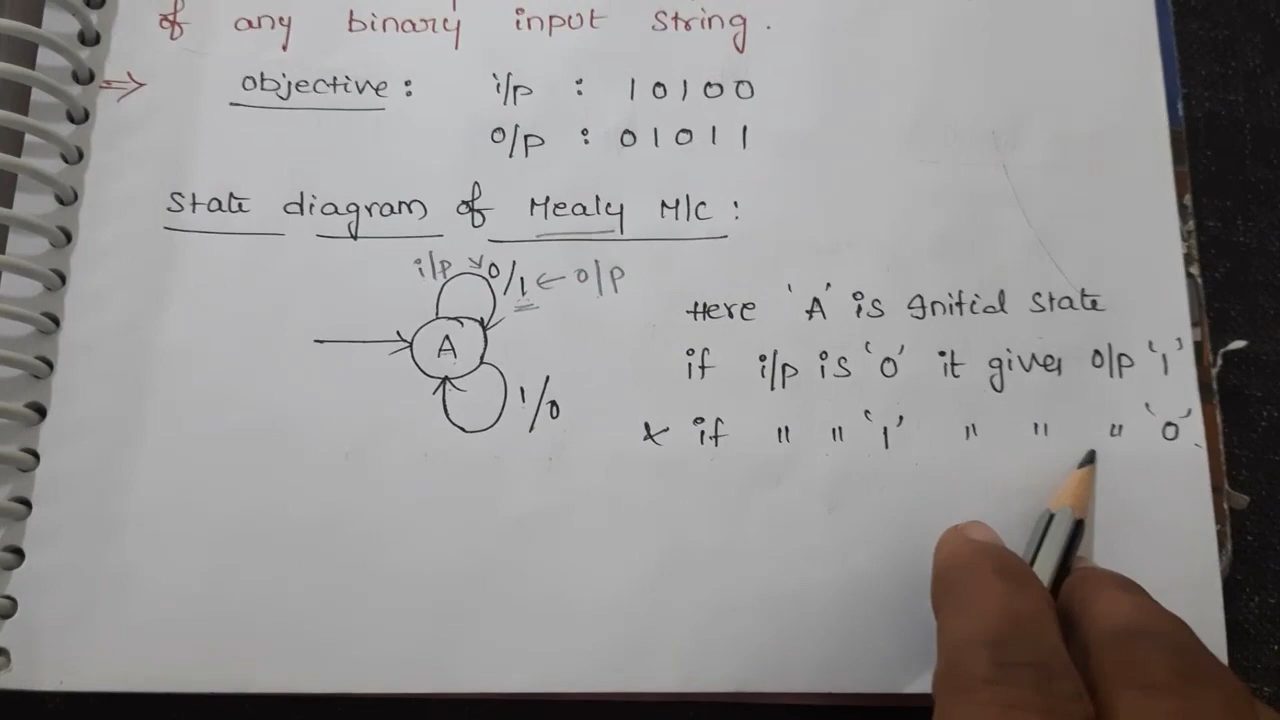 of any binary input string.
⇒ objective : i/p : 10100
o/p : 01011
State diagram of Mealy M/C :
i/p 0/1 ← o/p
A
1/0
Here 'A' is Initial State
if i/p is '0' it gives o/p '1'
& if " " '1' " " " '0'.